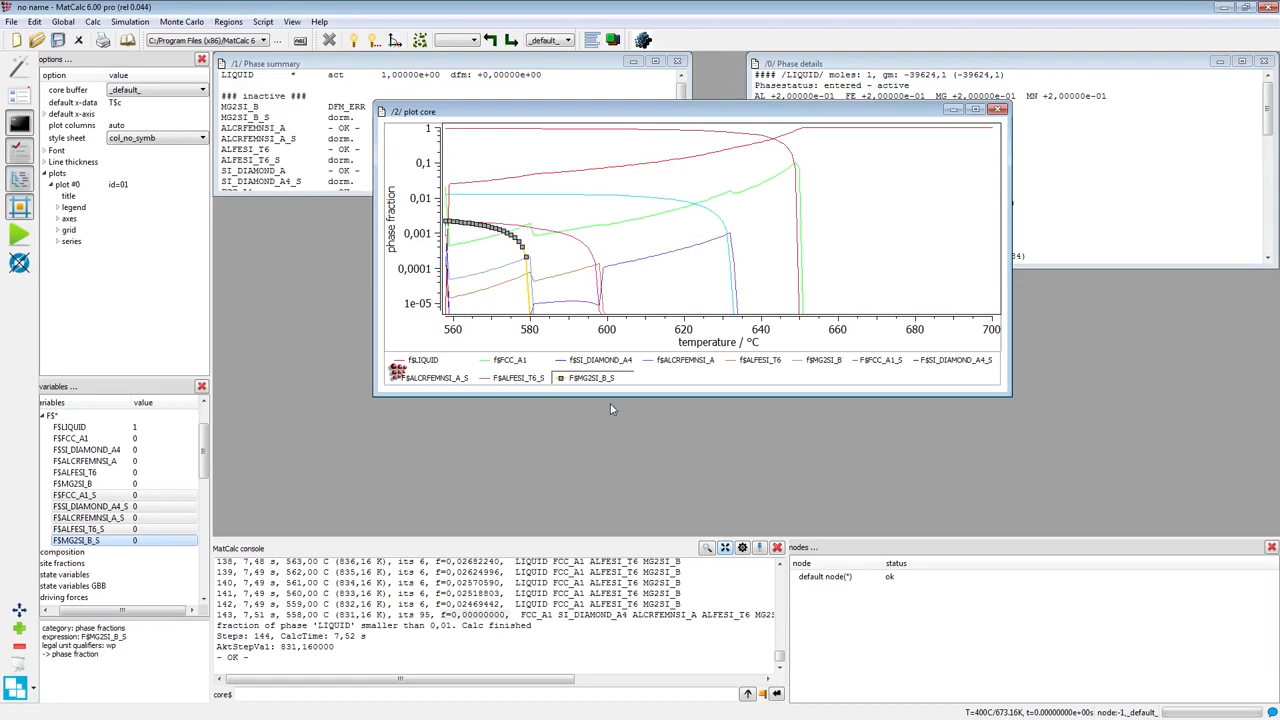 no name - MatCalc 6.00 pro (rel 0.044)
File Edit Global Calc Simulation Monte Carlo Regions Script View Help
C:/Program Files (x86)/MatCalc 6
_default_
options ...
option value
core buffer _default_
default x-data T$c
default x-axis
plot columns auto
style sheet col_no_symb
Font
Line thickness
plots
plot #0 id=01
title
legend
axes
grid
series
variables ...
variables value
F$*
F$LIQUID 1
F$FCC_A1 0
F$SI_DIAMOND_A4 0
F$ALCRFEMNSI_A 0
F$ALFESI_T6 0
F$MG2SI_B 0
F$FCC_A1_S 0
F$SI_DIAMOND_A4_S 0
F$ALCRFEMNSI_A_S 0
F$ALFESI_T6_S 0
F$MG2SI_B_S 0
composition
site fractions
state variables
state variables GBB
driving forces
category: phase fractions
expression: F$MG2SI_B_S
legal unit qualifiers: wp
-> phase fraction
/1/ Phase summary
LIQUID * act 1,00000e+00 dfm: +0,00000e+00
### inactive ###
MG2SI_B DFM_ERR
MG2SI_B_S dorm.
ALCRFEMNSI_A - OK -
ALCRFEMNSI_A_S dorm.
ALFESI_T6 - OK -
ALFESI_T6_S dorm.
SI_DIAMOND_A - OK -
SI_DIAMOND_A4_S dorm.
/0/ Phase details
#### /LIQUID/ moles: 1, gm: -39624,1 (-39624,1)
Phasestatus: entered - active
AL +2,00000e-01 FE +2,00000e-01 MG +2,00000e-01 MN +2,00000e-01
84)
/2/ plot core
phase fraction
1
0,1
0,01
0,001
0,0001
1e-05
560 580 600 620 640 660 680 700
temperature / °C
f$LIQUID f$FCC_A1 f$SI_DIAMOND_A4 f$ALCRFEMNSI_A f$ALFESI_T6 f$MG2SI_B F$FCC_A1_S F$SI_DIAMOND_A4_S
F$ALCRFEMNSI_A_S F$ALFESI_T6_S F$MG2SI_B_S
MatCalc console
138, 7,48 s, 563,00 C (836,16 K), its 6, f=0,02682240, LIQUID FCC_A1 ALFESI_T6 MG2SI_B
139, 7,49 s, 562,00 C (835,16 K), its 6, f=0,02624996, LIQUID FCC_A1 ALFESI_T6 MG2SI_B
140, 7,49 s, 561,00 C (834,16 K), its 6, f=0,02570590, LIQUID FCC_A1 ALFESI_T6 MG2SI_B
141, 7,49 s, 560,00 C (833,16 K), its 6, f=0,02518803, LIQUID FCC_A1 ALFESI_T6 MG2SI_B
142, 7,49 s, 559,00 C (832,16 K), its 6, f=0,02469442, LIQUID FCC_A1 ALFESI_T6 MG2SI_B
143, 7,51 s, 558,00 C (831,16 K), its 95, f=0,00000000, FCC_A1 SI_DIAMOND_A4 ALCRFEMNSI_A ALFESI_T6 MG2S
fraction of phase 'LIQUID' smaller than 0,01. Calc finished
Steps: 144, CalcTime: 7,52 s
AktStepVal: 831,160000
- OK -
core$
nodes ...
node status
default node(*) ok
T=400C/673.16K, t=0.00000000e+00s node:-1,_default_